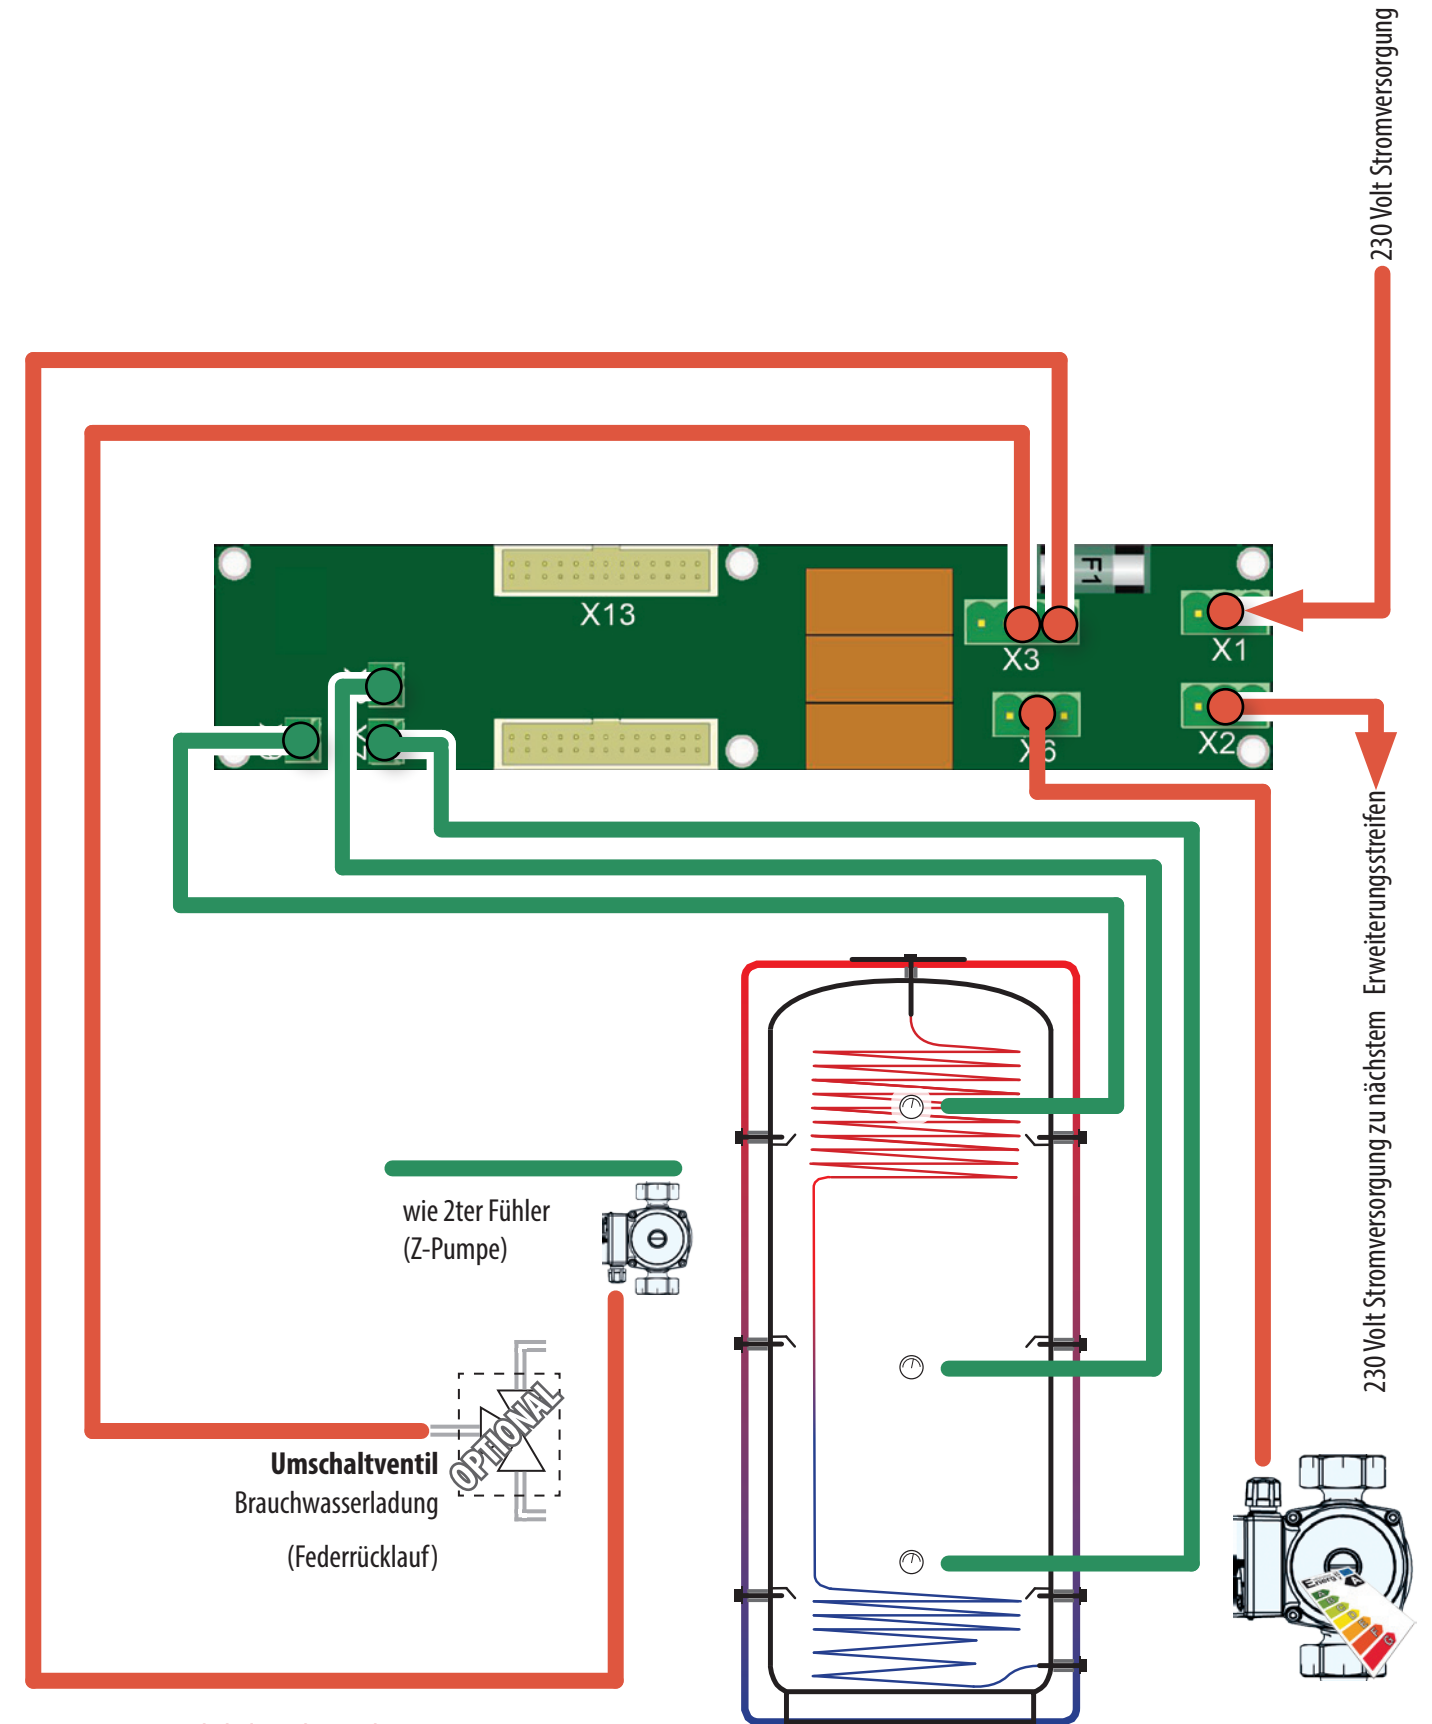 230 Volt Stromversorgung
F1
X13
X3
X1
X6
X2
230 Volt Stromversorgung zu nächstem Erweiterungsstreifen
wie 2ter Fühler
(Z-Pumpe)
OPTIONAL
Umschaltventil
Brauchwasserladung
(Federrücklauf)
Energ
A